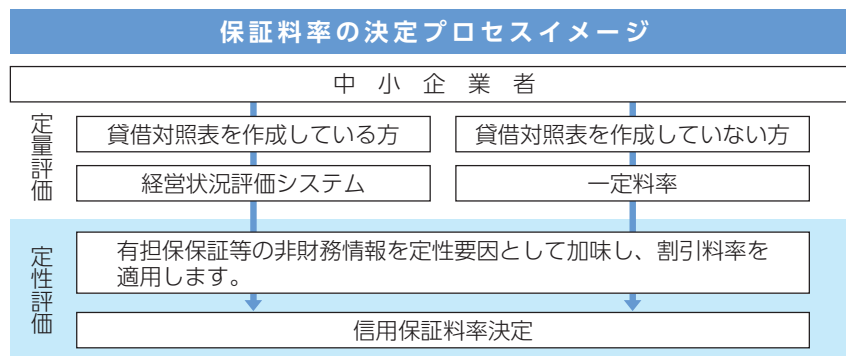 保証料率の決定プロセスイメージ
中小企業者
定量評価
貸借対照表を作成している方
貸借対照表を作成していない方
経営状況評価システム
一定料率
定性評価
有担保保証等の非財務情報を定性要因として加味し、割引料率を
適用します。
信用保証料率決定